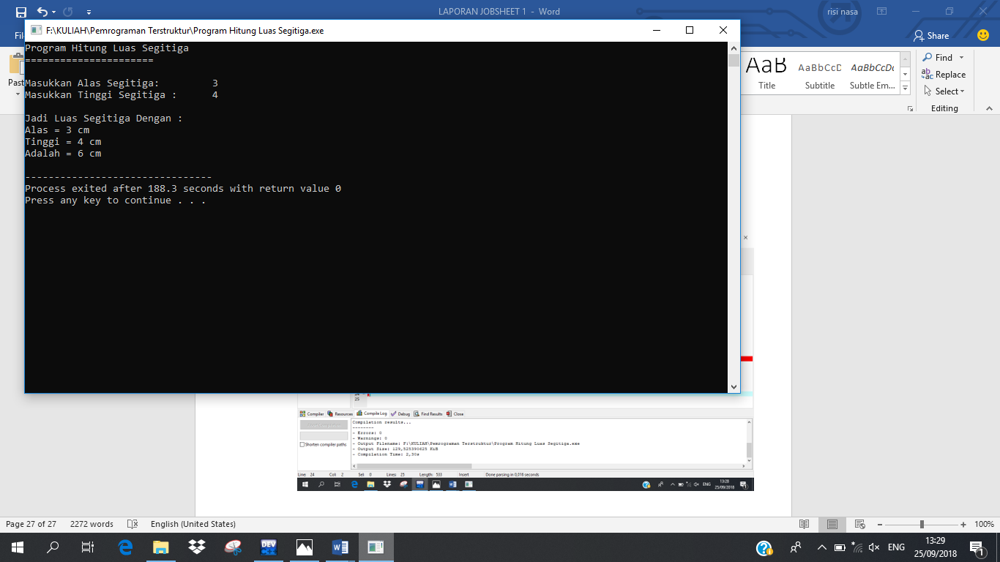 LAPORAN JOBSHEET 1 - Word
risi nasa
F:\KULIAH\Pemrograman Terstruktur\Program Hitung Luas Segitiga.exe
Share
Program Hitung Luas Segitiga
======================
Masukkan Alas Segitiga: 3
Masukkan Tinggi Segitiga : 4
Jadi Luas Segitiga Dengan :
Alas = 3 cm
Tinggi = 4 cm
Adalah = 6 cm
--------------------------------
Process exited after 188.3 seconds with return value 0
Press any key to continue . . .
AaB AaBbCcD AaBbCcDc
Title Subtitle Subtle Em...
Find
Replace
Select
Editing
25
Compiler Resources Compile Log Debug Find Results Close
Shorten compiler paths
Compilation results...
--------
- Errors: 0
- Warnings: 0
- Output Filename: F:\KULIAH\Pemrograman Terstruktur\Program Hitung Luas Segitiga.exe
- Output Size: 129,525390625 KiB
- Compilation Time: 2,30s
Line: 24 Col: 2 Sel: 0 Lines: 25 Length: 533 Insert Done parsing in 0,016 seconds
ENG 13:28
25/09/2018
Page 27 of 27 2272 words English (United States) 100%
DEV
ENG 13:29
25/09/2018
1